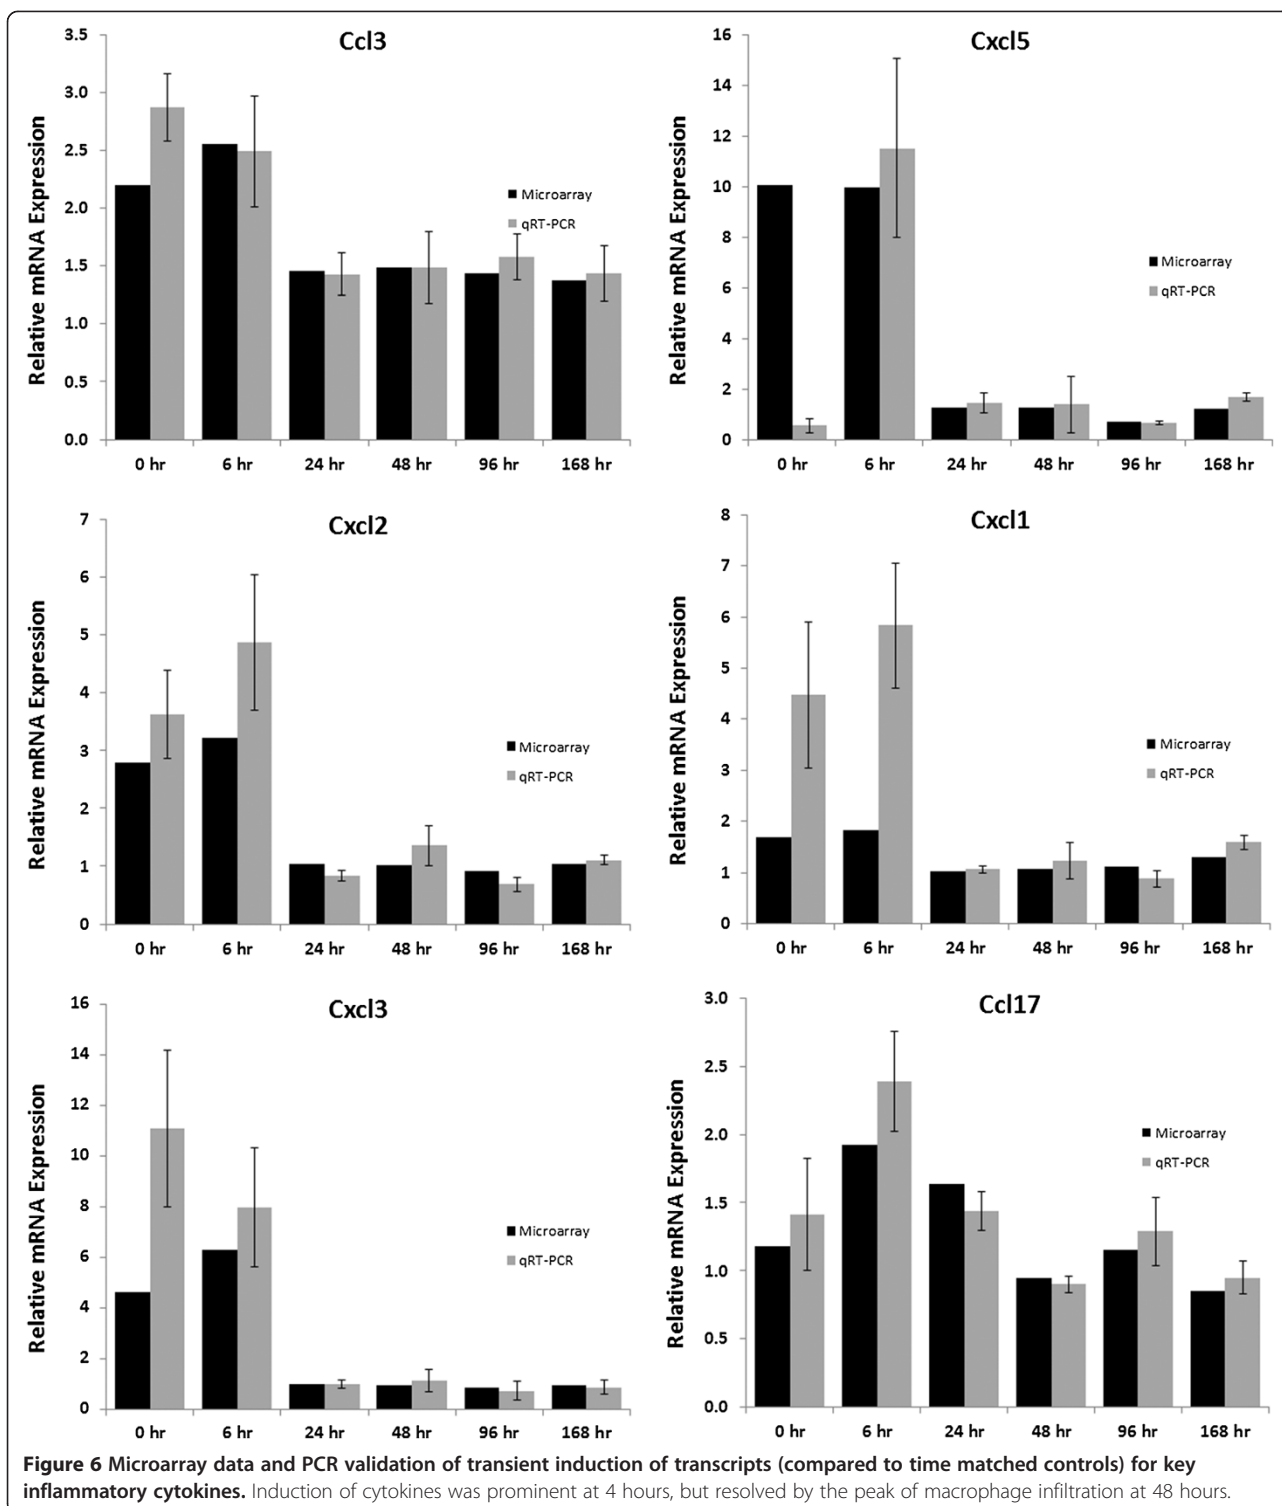 Ccl3
Relative mRNA Expression
3.5
3.0
2.5
2.0
1.5
1.0
0.5
0.0
Microarray
qRT-PCR
0 hr 6 hr 24 hr 48 hr 96 hr 168 hr
Cxcl5
Relative mRNA Expression
16
14
12
10
8
6
4
2
0
Microarray
qRT-PCR
0 hr 6 hr 24 hr 48 hr 96 hr 168 hr
Cxcl2
Relative mRNA Expression
7
6
5
4
3
2
1
0
Microarray
qRT-PCR
0 hr 6 hr 24 hr 48 hr 96 hr 168 hr
Cxcl1
Relative mRNA Expression
8
7
6
5
4
3
2
1
0
Microarray
qRT-PCR
0 hr 6 hr 24 hr 48 hr 96 hr 168 hr
Cxcl3
Relative mRNA Expression
16
14
12
10
8
6
4
2
0
Microarray
qRT-PCR
0 hr 6 hr 24 hr 48 hr 96 hr 168 hr
Ccl17
Relative mRNA Expression
3.0
2.5
2.0
1.5
1.0
0.5
0.0
Microarray
qRT-PCR
0 hr 6 hr 24 hr 48 hr 96 hr 168 hr
Figure 6 Microarray data and PCR validation of transient induction of transcripts (compared to time matched controls) for key
inflammatory cytokines. Induction of cytokines was prominent at 4 hours, but resolved by the peak of macrophage infiltration at 48 hours.